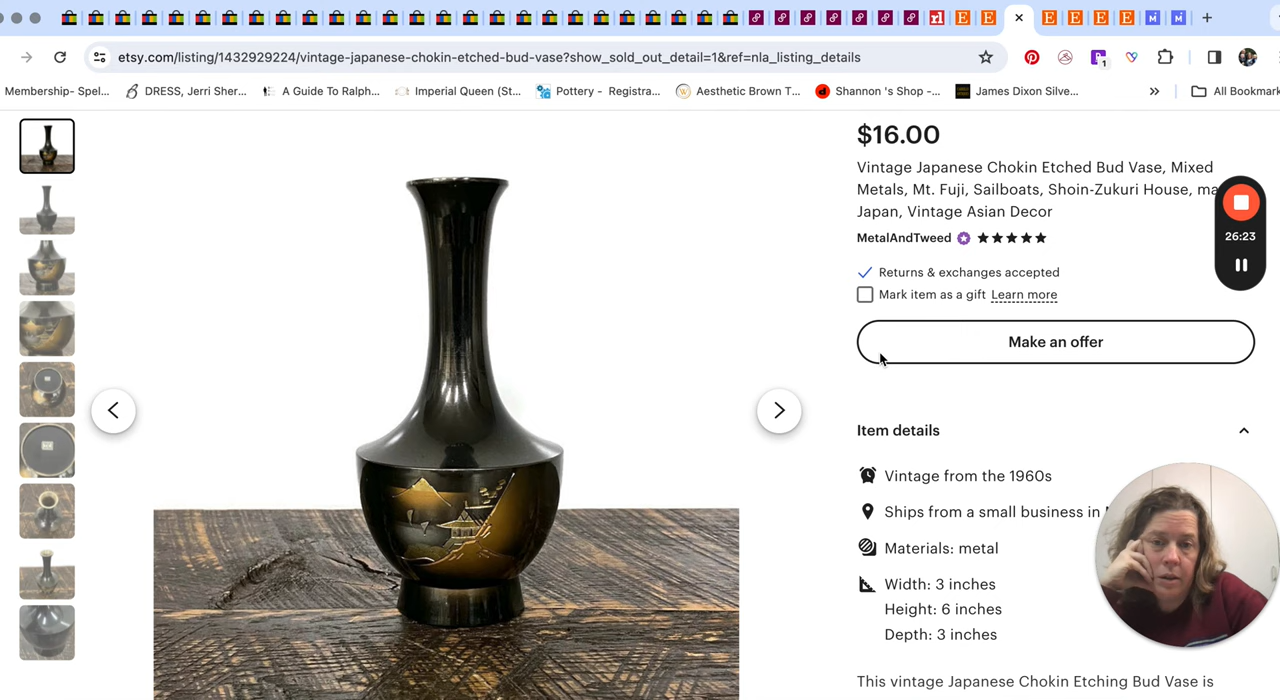 etsy.com/listing/1432929224/vintage-japanese-chokin-etched-bud-vase?show_sold_out_detail=1&ref=nla_listing_details
Membership- Spel...
DRESS, Jerri Sher...
A Guide To Ralph...
Imperial Queen (St...
Pottery - Registra...
Aesthetic Brown T...
Shannon 's Shop -...
James Dixon Silve...
»
All Bookmark
$16.00
Vintage Japanese Chokin Etched Bud Vase, Mixed
Metals, Mt. Fuji, Sailboats, Shoin-Zukuri House, ma
Japan, Vintage Asian Decor
MetalAndTweed
Returns & exchanges accepted
Mark item as a gift Learn more
26:23
Make an offer
Item details
Vintage from the 1960s
Ships from a small business in
Materials: metal
Width: 3 inches
Height: 6 inches
Depth: 3 inches
This vintage Japanese Chokin Etching Bud Vase is